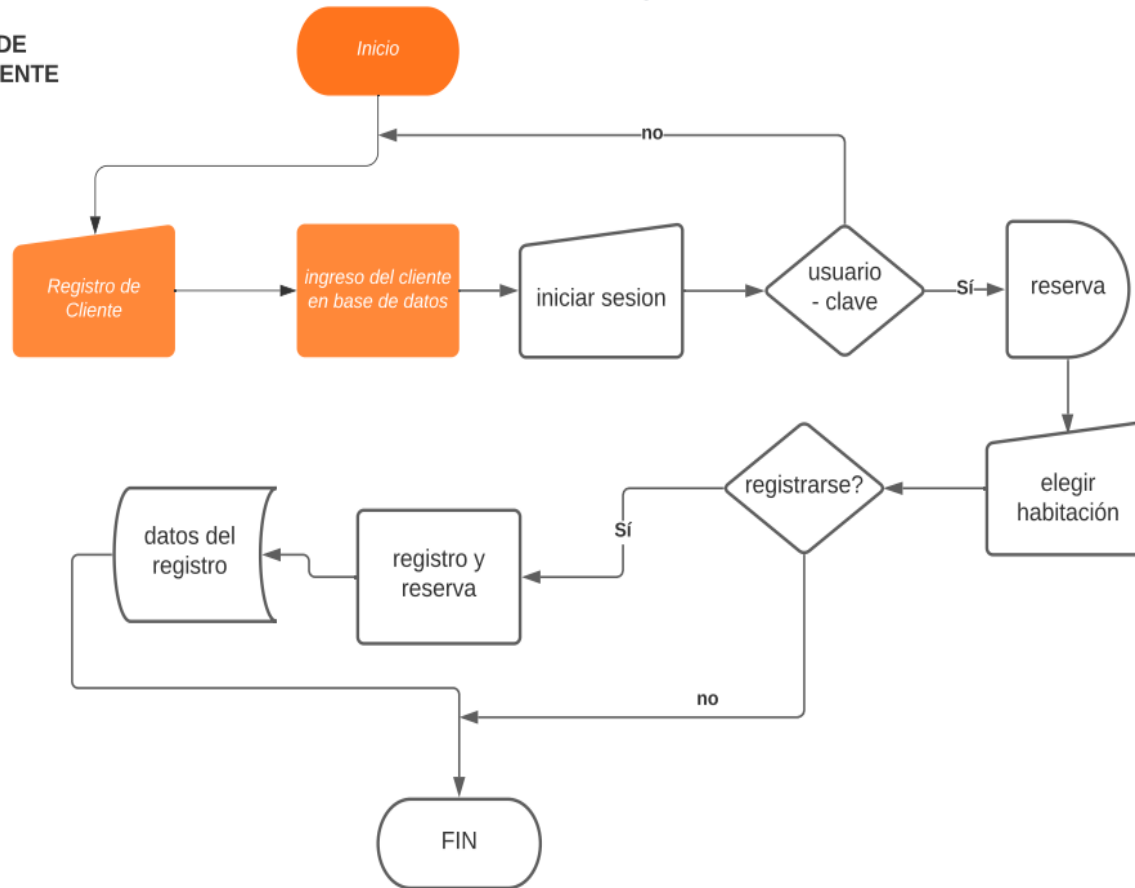 DE
ENTE
Inicio
no
Registro de
Cliente
ingreso del cliente
en base de datos
iniciar sesion
usuario
- clave
Sí
reserva
elegir
habitación
registrarse?
Sí
registro y
reserva
datos del
registro
no
FIN